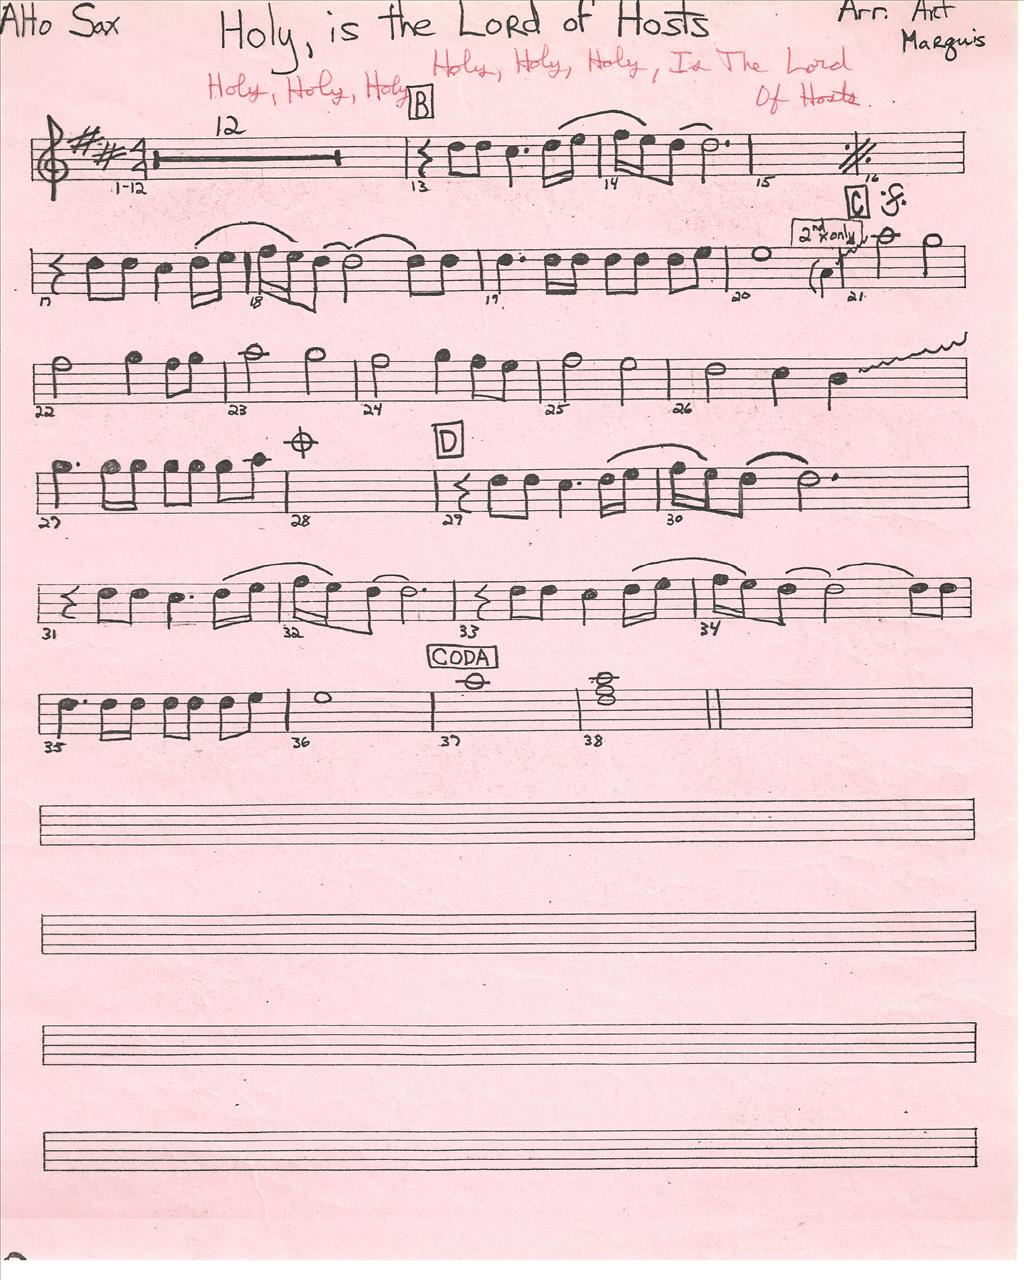 Alto Sax
Holy, is the Lord of Hosts
Arr. Art
Marquis
Holy, Holy, Holy
Holy, Holy, Holy, Is The Lord
Of Hosts.
B
12
4
4
1-12
13
14
15
16
C
2nd x only
17
18
19
20
21
22
23
24
25
26
D
27
28
29
30
31
32
33
34
CODA
35
36
37
38